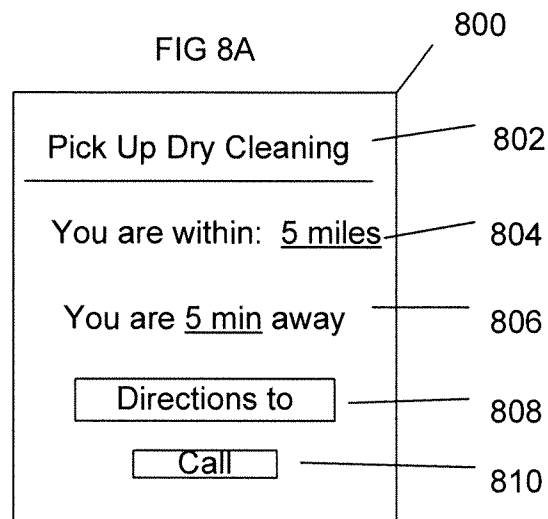 800
FIG 8A
Pick Up Dry Cleaning 802
You are within: 5 miles 804
You are 5 min away 806
Directions to 808
Call 810